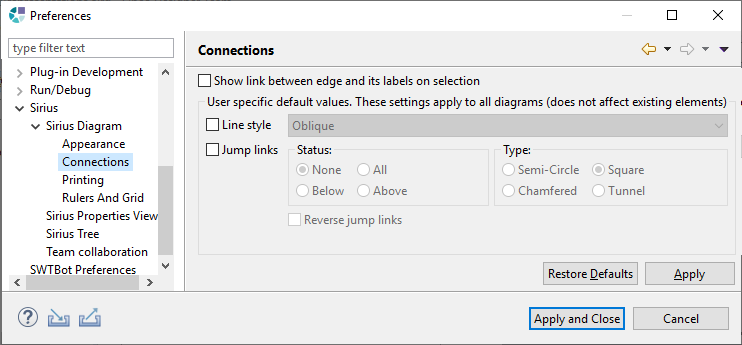 Preferences
type filter text
Plug-in Development
Run/Debug
Sirius
Sirius Diagram
Appearance
Connections
Printing
Rulers And Grid
Sirius Properties View
Sirius Tree
Team collaboration
SWTBot Preferences
Connections
Show link between edge and its labels on selection
User specific default values. These settings apply to all diagrams (does not affect existing elements)
Line style Oblique
Jump links Status: Type:
None All Semi-Circle Square
Below Above Chamfered Tunnel
Reverse jump links
Restore Defaults Apply
? Apply and Close Cancel